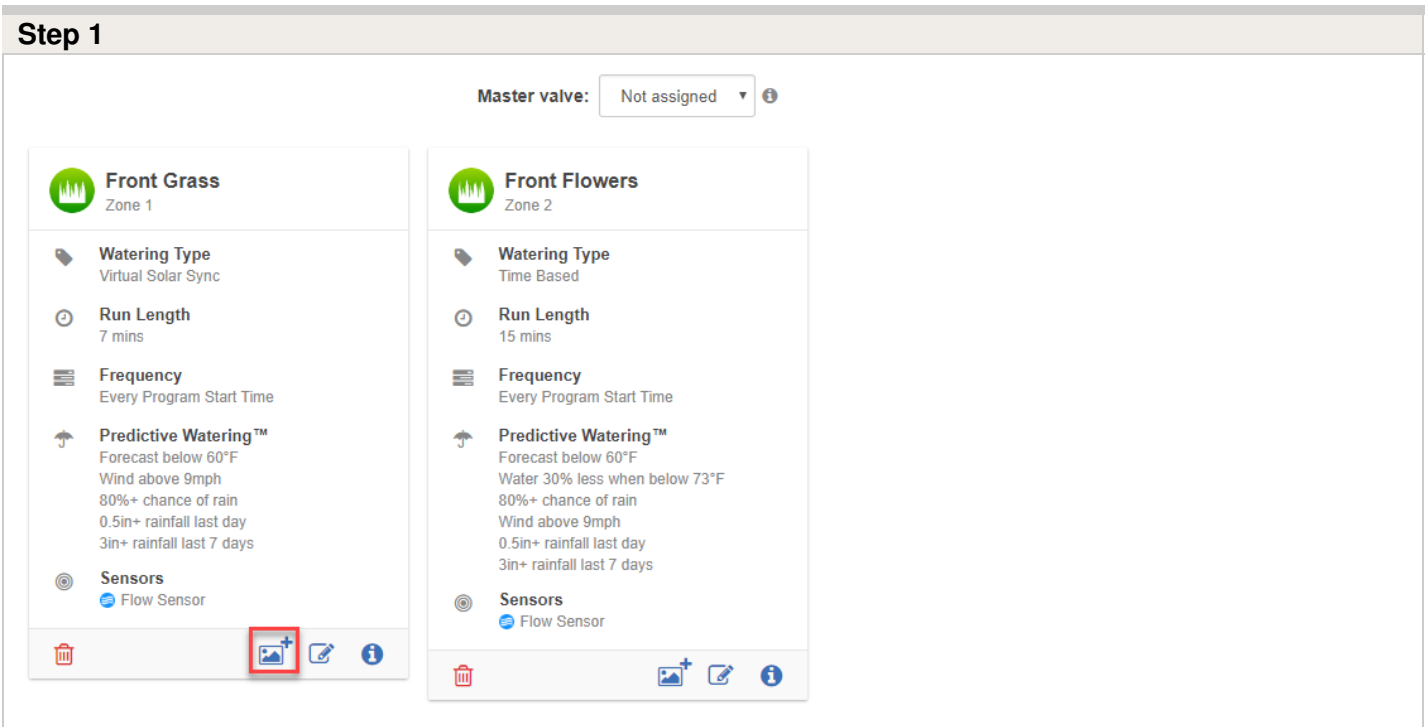 Step 1
Master valve: Not assigned
Front Grass
Zone 1
Watering Type
Virtual Solar Sync
Run Length
7 mins
Frequency
Every Program Start Time
Predictive Watering™
Forecast below 60°F
Wind above 9mph
80%+ chance of rain
0.5in+ rainfall last day
3in+ rainfall last 7 days
Sensors
Flow Sensor
Front Flowers
Zone 2
Watering Type
Time Based
Run Length
15 mins
Frequency
Every Program Start Time
Predictive Watering™
Forecast below 60°F
Water 30% less when below 73°F
80%+ chance of rain
Wind above 9mph
0.5in+ rainfall last day
3in+ rainfall last 7 days
Sensors
Flow Sensor